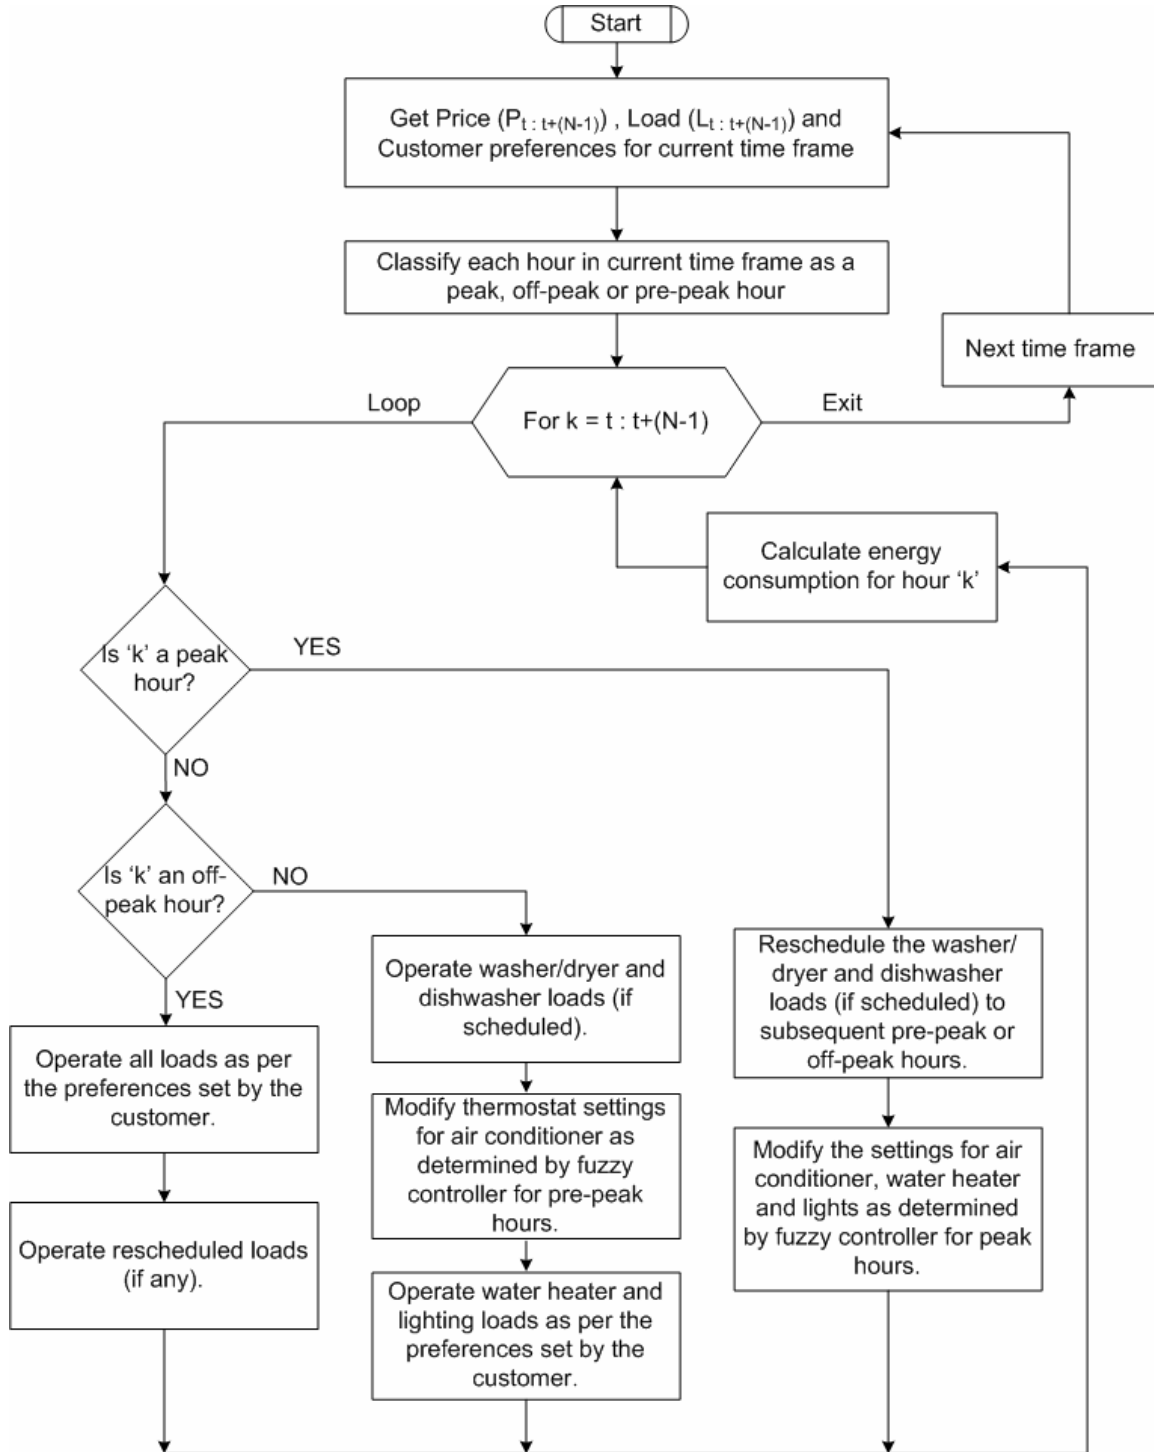 Start
Get Price (Pt : t+(N-1)) , Load (Lt : t+(N-1)) and
Customer preferences for current time frame
Classify each hour in current time frame as a
peak, off-peak or pre-peak hour
Next time frame
Loop
For k = t : t+(N-1)
Exit
Calculate energy
consumption for hour ‘k’
Is ‘k’ a peak
hour?
YES
NO
Is ‘k’ an off-
peak hour?
NO
YES
Operate all loads as per
the preferences set by the
customer.
Operate rescheduled loads
(if any).
Operate washer/dryer and
dishwasher loads (if
scheduled).
Modify thermostat settings
for air conditioner as
determined by fuzzy
controller for pre-peak
hours.
Operate water heater and
lighting loads as per the
preferences set by the
customer.
Reschedule the washer/
dryer and dishwasher
loads (if scheduled) to
subsequent pre-peak or
off-peak hours.
Modify the settings for air
conditioner, water heater
and lights as determined
by fuzzy controller for peak
hours.